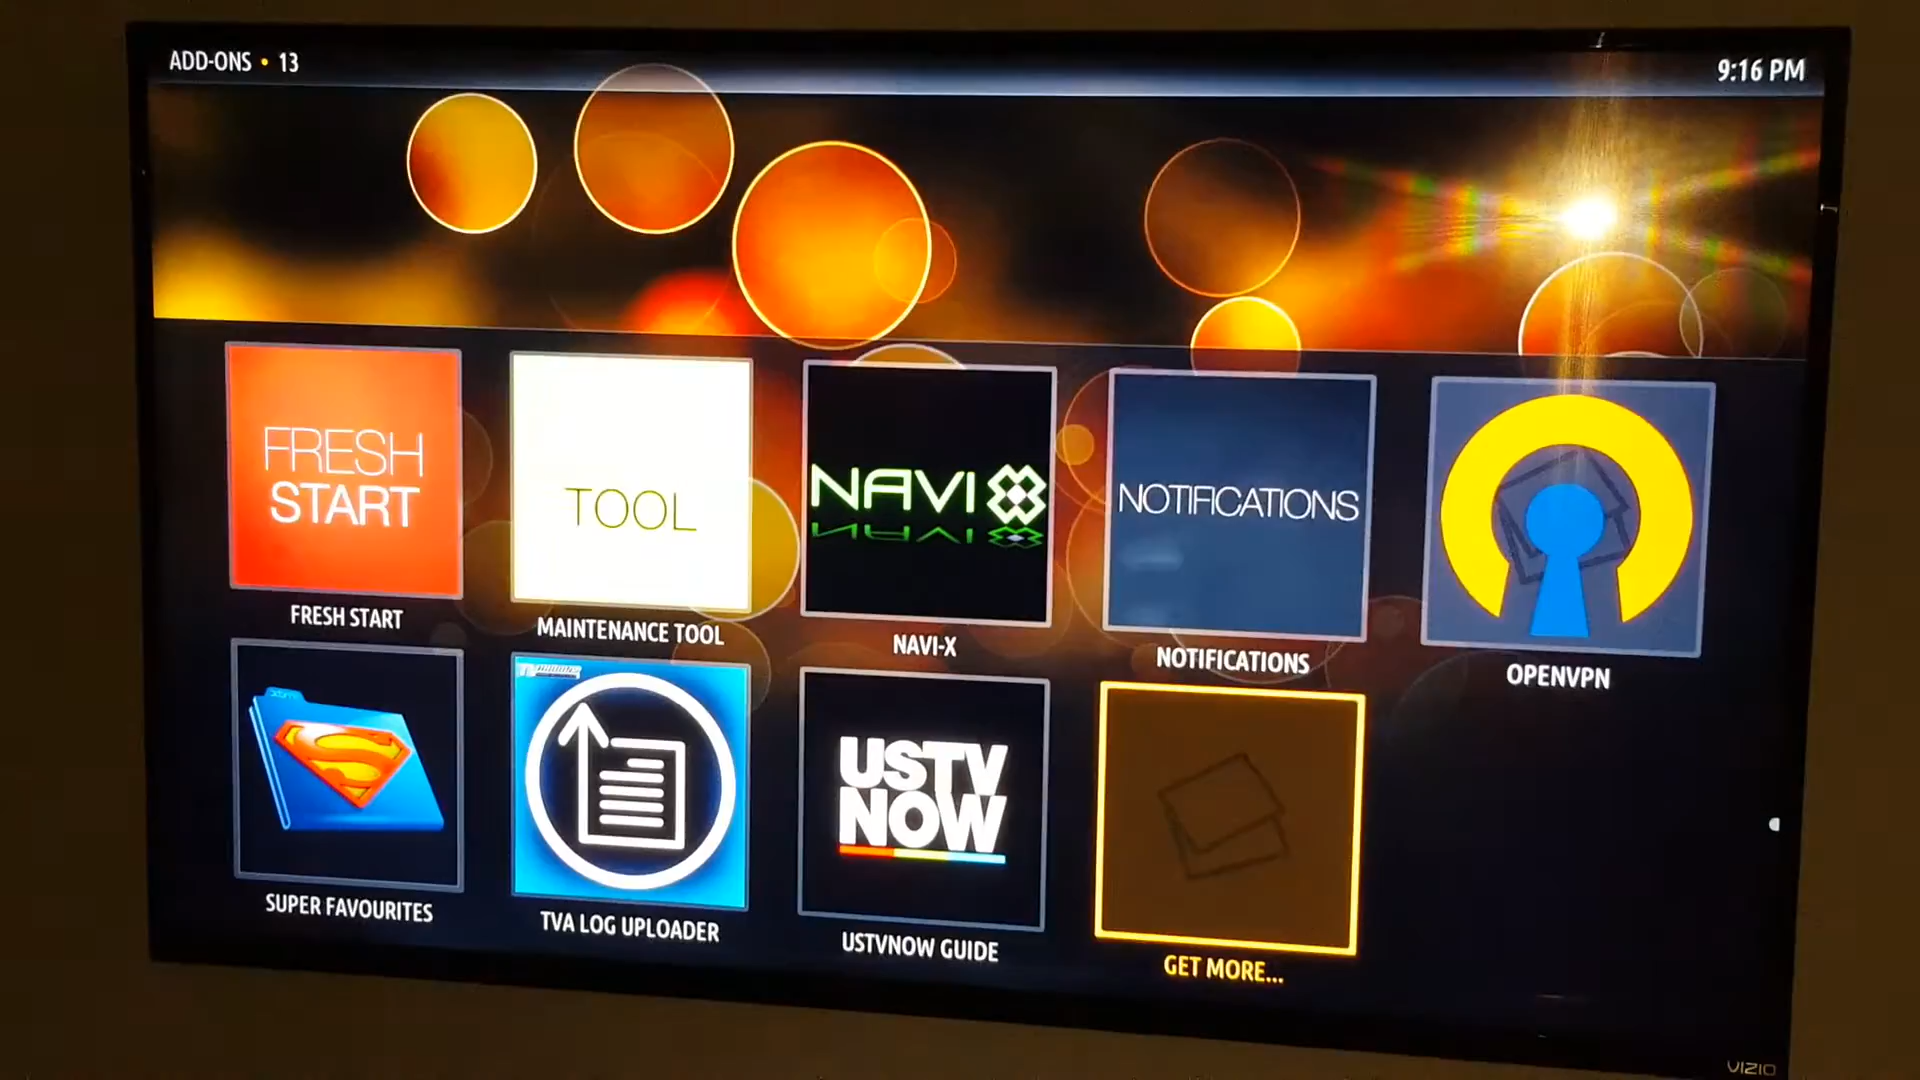 ADD-ONS • 13
9:16 PM
FRESH
START
TOOL
NAVI
NOTIFICATIONS
FRESH START
MAINTENANCE TOOL
NAVI-X
NOTIFICATIONS
OPENVPN
USTV
NOW
SUPER FAVOURITES
TVA LOG UPLOADER
USTVNOW GUIDE
GET MORE...
VIZIO